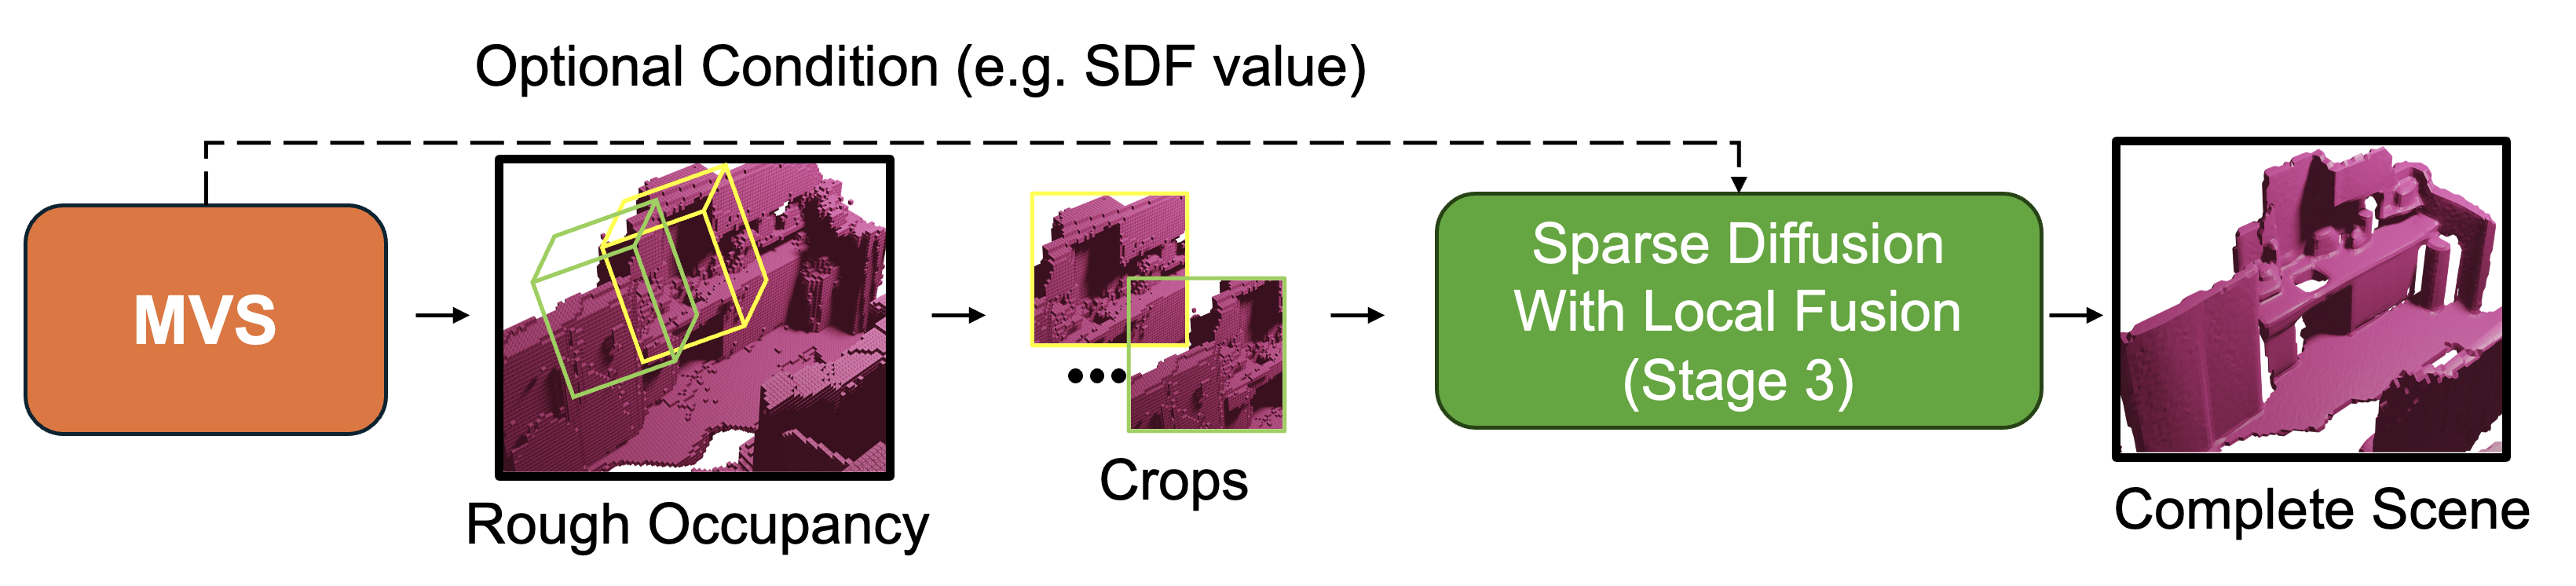 Optional Condition (e.g. SDF value)
MVS
Rough Occupancy
Crops
Sparse Diffusion
With Local Fusion
(Stage 3)
Complete Scene